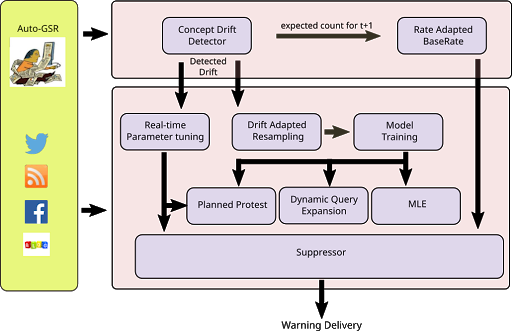 Auto-GSR
Concept Drift
Detector
expected count for t+1
Rate Adapted
BaseRate
Detected
Drift
Real-time
Parameter tuning
Drift Adapted
Resampling
Model
Training
Planned Protest
Dynamic Query
Expansion
MLE
Suppressor
Warning Delivery